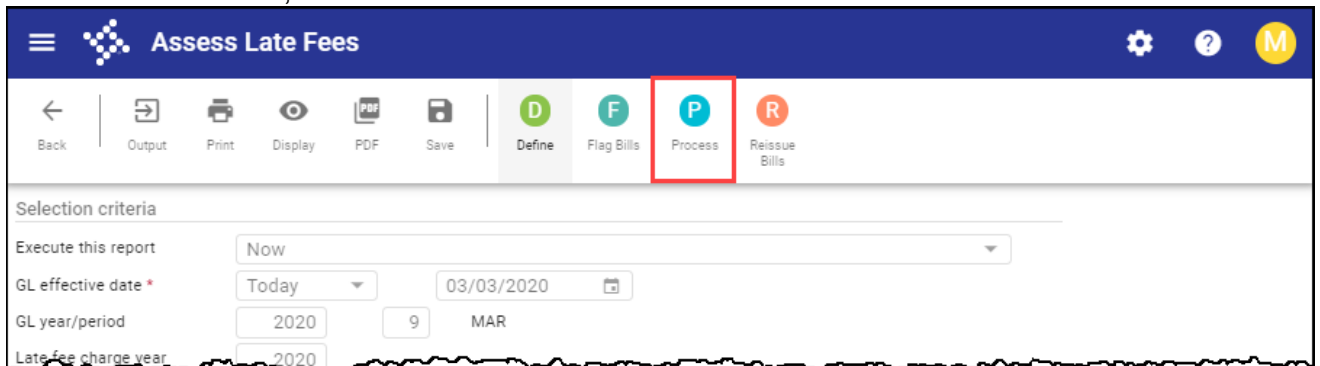 Assess Late Fees
M
Back
Output
Print
Display
PDF
PDF
Save
D
Define
F
Flag Bills
P
Process
R
Reissue
Bills
Selection criteria
Execute this report Now
GL effective date * Today 03/03/2020
GL year/period 2020 9 MAR
Late fee charge year 2020